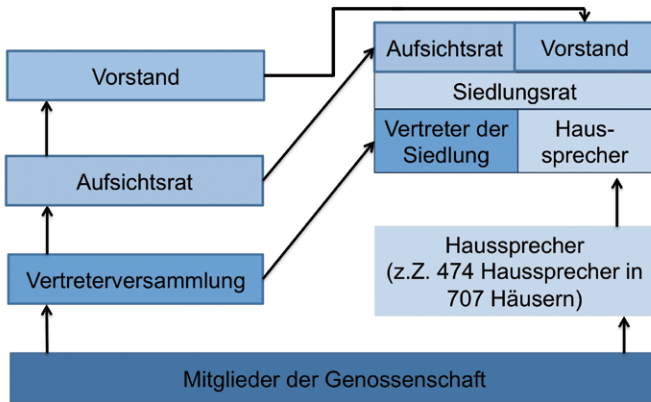 Vorstand
Aufsichtsrat
Vertreterversammlung
Aufsichtsrat
Vorstand
Siedlungsrat
Vertreter der
Siedlung
Haus-
sprecher
Haussprecher
(z.Z. 474 Haussprecher in
707 Häusern)
Mitglieder der Genossenschaft